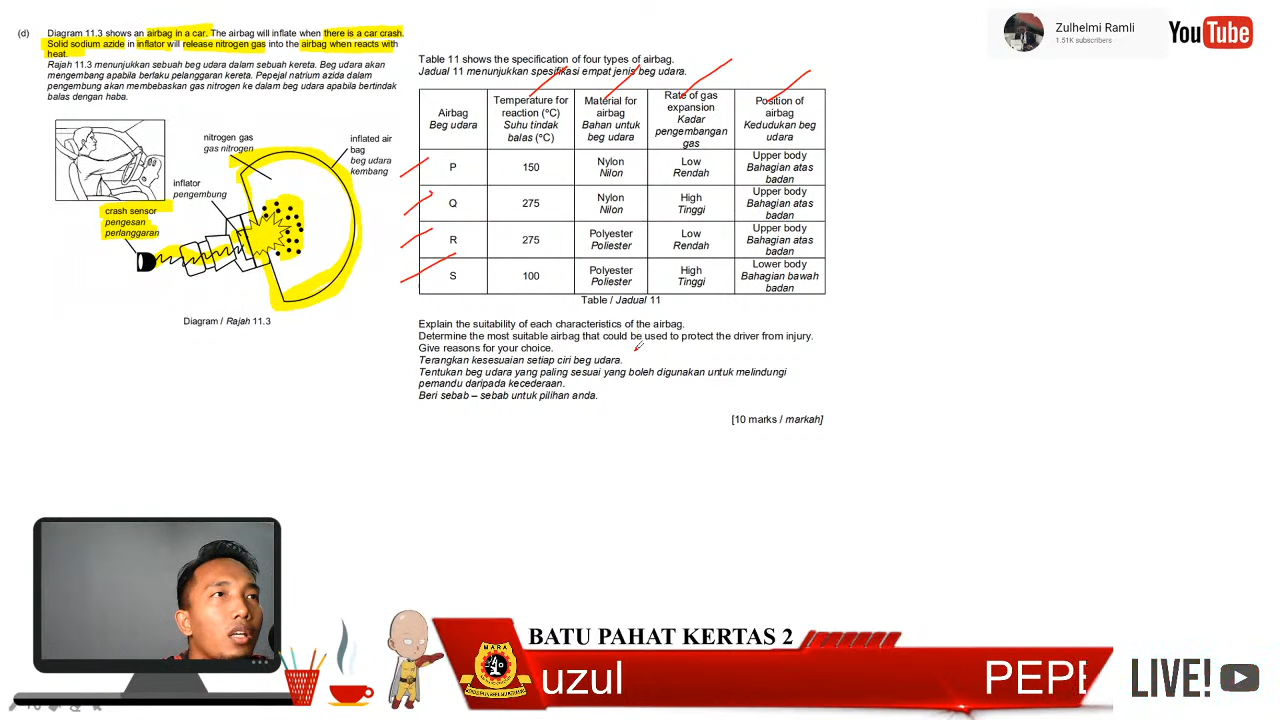 (d) Diagram 11.3 shows an airbag in a car. The airbag will inflate when there is a car crash.
Solid sodium azide in inflator will release nitrogen gas into the airbag when reacts with
heat.
Rajah 11.3 menunjukkan sebuah beg udara dalam sebuah kereta. Beg udara akan
mengembang apabila berlaku pelanggaran kereta. Pepejal natrium azida dalam
pengembung akan membebaskan gas nitrogen ke dalam beg udara apabila bertindak
balas dengan haba.
nitrogen gas
gas nitrogen
inflated air
bag
beg udara
kembang
inflator
pengembung
crash sensor
pengesan
perlanggaran
Diagram / Rajah 11.3
Table 11 shows the specification of four types of airbag.
Jadual 11 menunjukkan spesifikasi empat jenis beg udara.
Airbag
Beg udara
Temperature for
reaction (°C)
Suhu tindak
balas (°C)
Material for
airbag
Bahan untuk
beg udara
Rate of gas
expansion
Kadar
pengembangan
gas
Position of
airbag
Kedudukan beg
udara
P
150
Nylon
Nilon
Low
Rendah
Upper body
Bahagian atas
badan
Q
275
Nylon
Nilon
High
Tinggi
Upper body
Bahagian atas
badan
R
275
Polyester
Poliester
Low
Rendah
Upper body
Bahagian atas
badan
S
100
Polyester
Poliester
High
Tinggi
Lower body
Bahagian bawah
badan
Table / Jadual 11
Explain the suitability of each characteristics of the airbag.
Determine the most suitable airbag that could be used to protect the driver from injury.
Give reasons for your choice.
Terangkan kesesuaian setiap ciri beg udara.
Tentukan beg udara yang paling sesuai yang boleh digunakan untuk melindungi
pemandu daripada kecederaan.
Beri sebab – sebab untuk pilihan anda.
[10 marks / markah]
Zulhelmi Ramli
1.51K subscribers
YouTube
BATU PAHAT KERTAS 2
MARA
uzul
PEPE
LIVE!